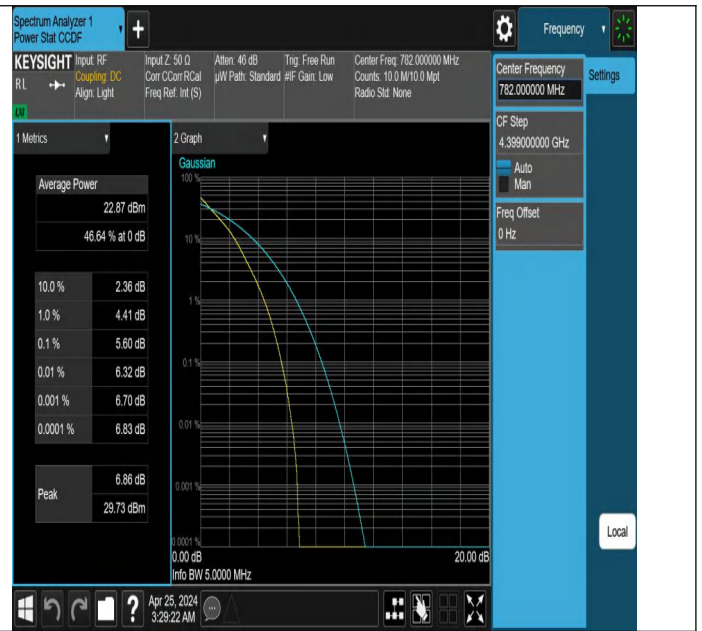 Spectrum Analyzer 1
Power Stat CCDF
+
Frequency
KEYSIGHT
RL
Input: RF
Coupling: DC
Align: Light
Input Z: 50 Ω
Corr CCorr RCal
Freq Ref: Int (S)
Atten: 46 dB
µW Path: Standard
Trig: Free Run
#IF Gain: Low
Center Freq: 782.000000 MHz
Counts: 10.0 M/10.0 Mpt
Radio Std: None
Center Frequency
782.000000 MHz
Settings
CF Step
4.399000000 GHz
Auto
Man
Freq Offset
0 Hz
1 Metrics
Average Power
22.87 dBm
46.64 % at 0 dB
10.0 % 2.36 dB
1.0 % 4.41 dB
0.1 % 5.60 dB
0.01 % 6.32 dB
0.001 % 6.70 dB
0.0001 % 6.83 dB
Peak
6.86 dB
29.73 dBm
2 Graph
Gaussian
100 %
10 %
1 %
0.1 %
0.01 %
0.001 %
0.0001 %
0.00 dB 20.00 dB
Info BW 5.0000 MHz
Local
?
Apr 25, 2024
3:29:22 AM